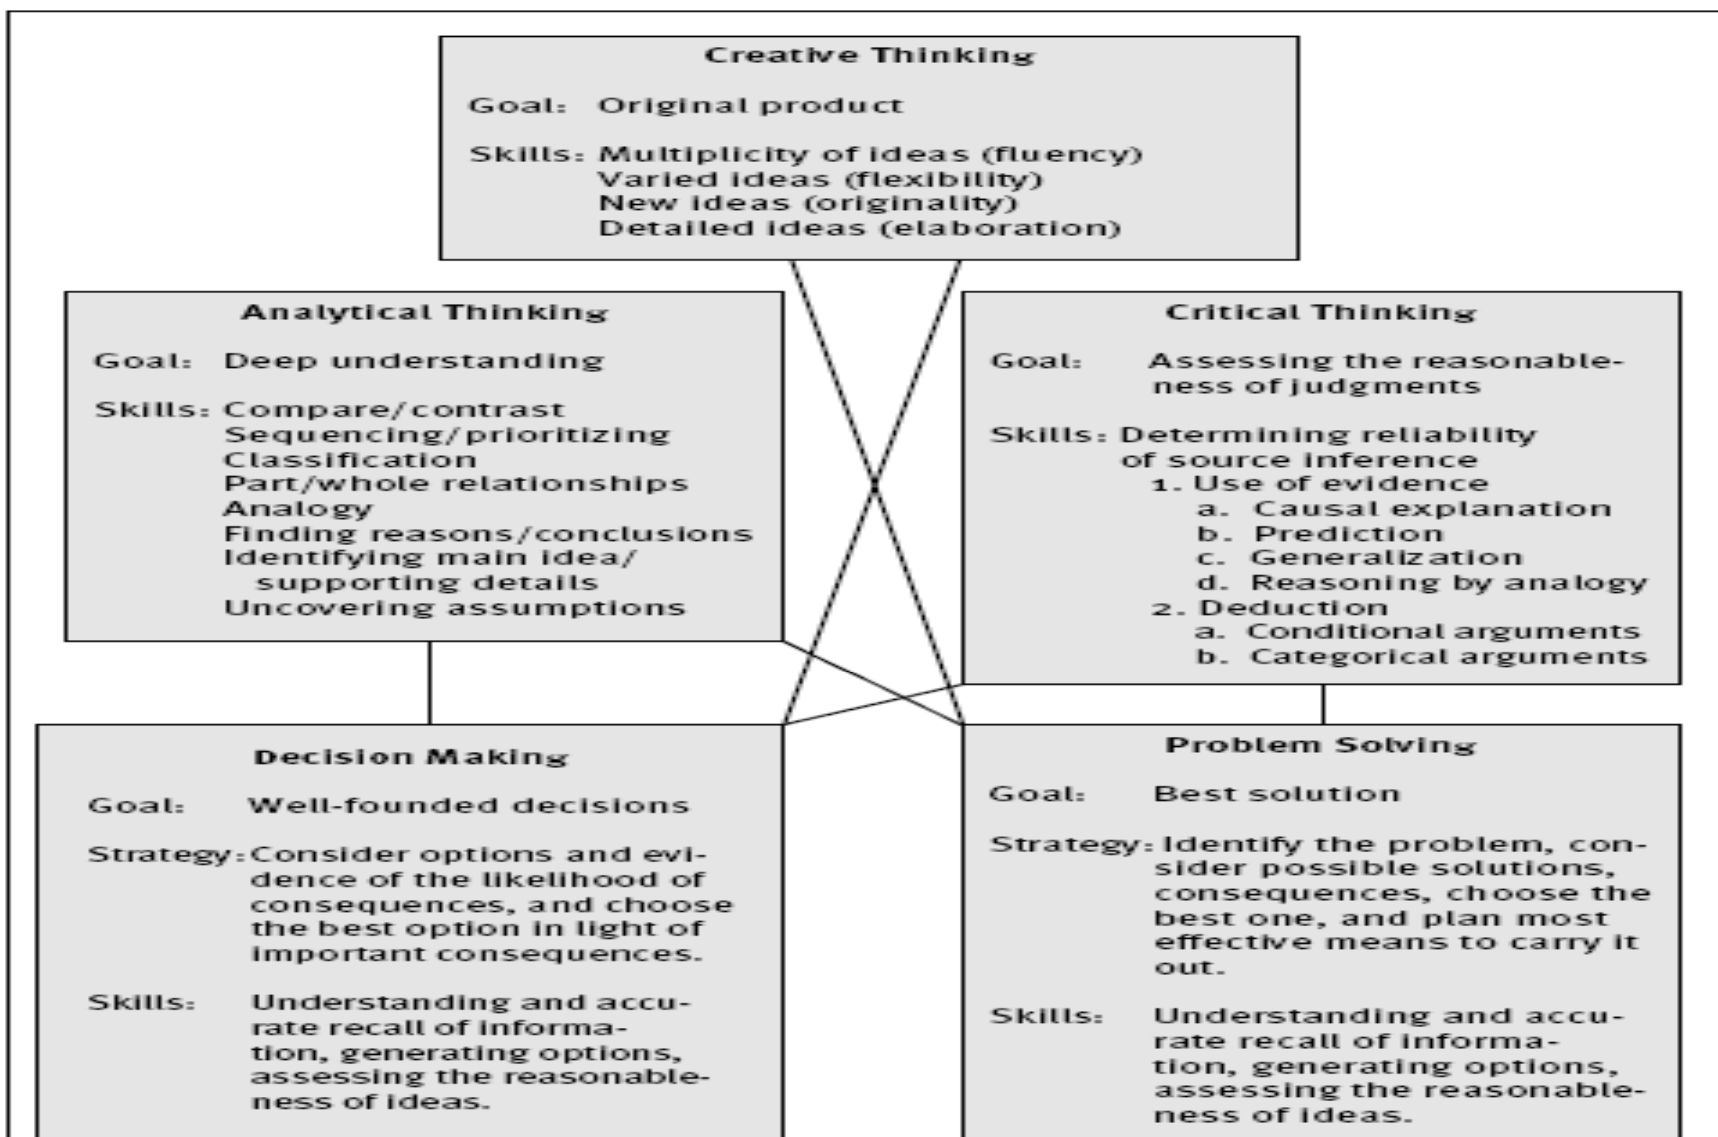 Creative Thinking
Goal: Original product
Skills: Multiplicity of ideas (fluency)
Varied ideas (flexibility)
New ideas (originality)
Detailed ideas (elaboration)
Analytical Thinking
Goal: Deep understanding
Skills: Compare/contrast
Sequencing/prioritizing
Classification
Part/whole relationships
Analogy
Finding reasons/conclusions
Identifying main idea/
supporting details
Uncovering assumptions
Critical Thinking
Goal: Assessing the reasonable-
ness of judgments
Skills: Determining reliability
of source inference
1. Use of evidence
a. Causal explanation
b. Prediction
c. Generalization
d. Reasoning by analogy
2. Deduction
a. Conditional arguments
b. Categorical arguments
Decision Making
Goal: Well-founded decisions
Strategy: Consider options and evi-
dence of the likelihood of
consequences, and choose
the best option in light of
important consequences.
Skills: Understanding and accu-
rate recall of informa-
tion, generating options,
assessing the reasonable-
ness of ideas.
Problem Solving
Goal: Best solution
Strategy: Identify the problem, con-
sider possible solutions,
consequences, choose the
best one, and plan most
effective means to carry it
out.
Skills: Understanding and accu-
rate recall of informa-
tion, generating options,
assessing the reasonable-
ness of ideas.